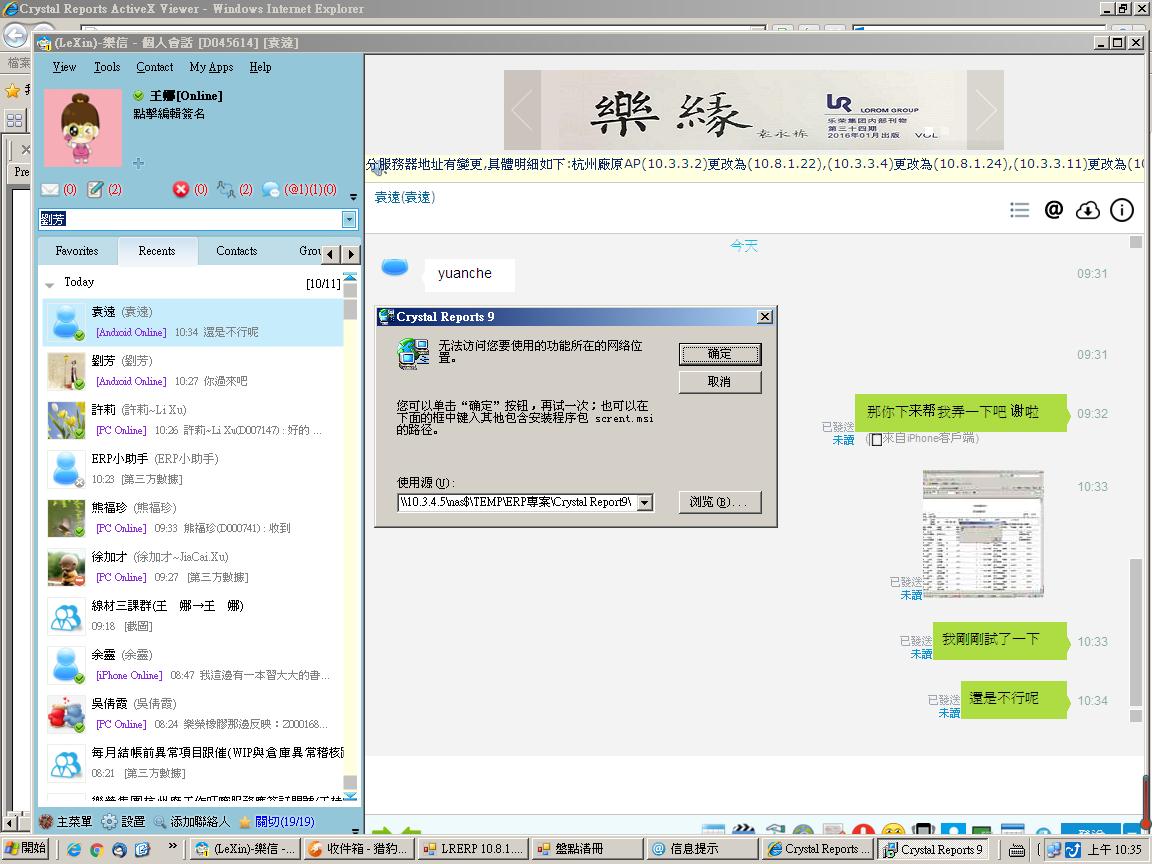 Crystal Reports ActiveX Viewer - Windows Internet Explorer
(LeXin)-樂信 - 個人會話 [D045614] [袁遠]
檔案
View Tools Contact My Apps Help
王娜[Online]
點擊編輯簽名
(0) (2) (0) (2) (@1)(1)(0)
劉芳
Favorites Recents Contacts Grou
Today [10/11]
袁遠 (袁遠)
[Android Online] 10:34 還是不行呢
劉芳 (劉芳)
[Android Online] 10:27 你過來吧
許莉 (許莉~Li Xu)
[PC Online] 10:26 許莉~Li Xu(D007147) : 好的 ...
ERP小助手 (ERP小助手)
10:23 [第三方數據]
熊福珍 (熊福珍)
[PC Online] 09:33 熊福珍(D000741) : 收到
徐加才 (徐加才~JiaCai.Xu)
[PC Online] 09:27 [第三方數據]
線材三課群(王 娜→王 娜)
09:18 [截圖]
余靈 (余靈)
[iPhone Online] 08:47 我這邊有一本習大大的書...
吳倩霞 (吳倩霞)
[PC Online] 08:24 樂榮橡膠那邊反映：Z000168...
每月結帳前異常項目跟催(WIP與倉庫異常稽核
08:21 [第三方數據]
主菜單 設置 添加聯絡人 關切(19/19)
Pre
樂緣
袁永栋
LR LOROM GROUP
乐荣集团内部刊物
第三十四期
2016年01月出版 VOL
分服務器地址有變更,具體明細如下:杭州廠原AP(10.3.3.2)更改為(10.8.1.22),(10.3.3.4)更改為(10.8.1.24),(10.3.3.11)更改為(10
袁遠(袁遠)
今天
yuanche 09:31
09:31
那你下来帮我弄一下吧 谢啦 09:32
已發送
未讀 (來自iPhone客戶端)
10:33
已發送
未讀
我剛剛試了一下 10:33
已發送
未讀
還是不行呢 10:34
已發送
未讀
Crystal Reports 9
无法访问您要使用的功能所在的网络位
置。
确定
取消
您可以单击“确定”按钮，再试一次；也可以在
下面的框中键入其他包含安装程序包 scrent.msi
的路径。
使用源(U):
\\10.3.4.5\nas$\TEMP\ERP專案\Crystal Report9\
浏览(B)...
開始 (LeXin)-樂信 -... 收件箱 - 猎豹... LRERP 10.8.1.... 盤點清冊 信息提示 Crystal Reports ... Crystal Reports 9 上午 10:35